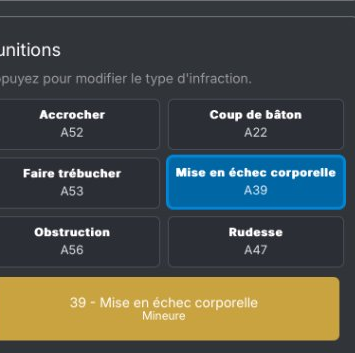 unitions
puyez pour modifier le type d'infraction.
Accrocher
A52
Coup de bâton
A22
Faire trébucher
A53
Mise en échec corporelle
A39
Obstruction
A56
Rudesse
A47
39 - Mise en échec corporelle
Mineure